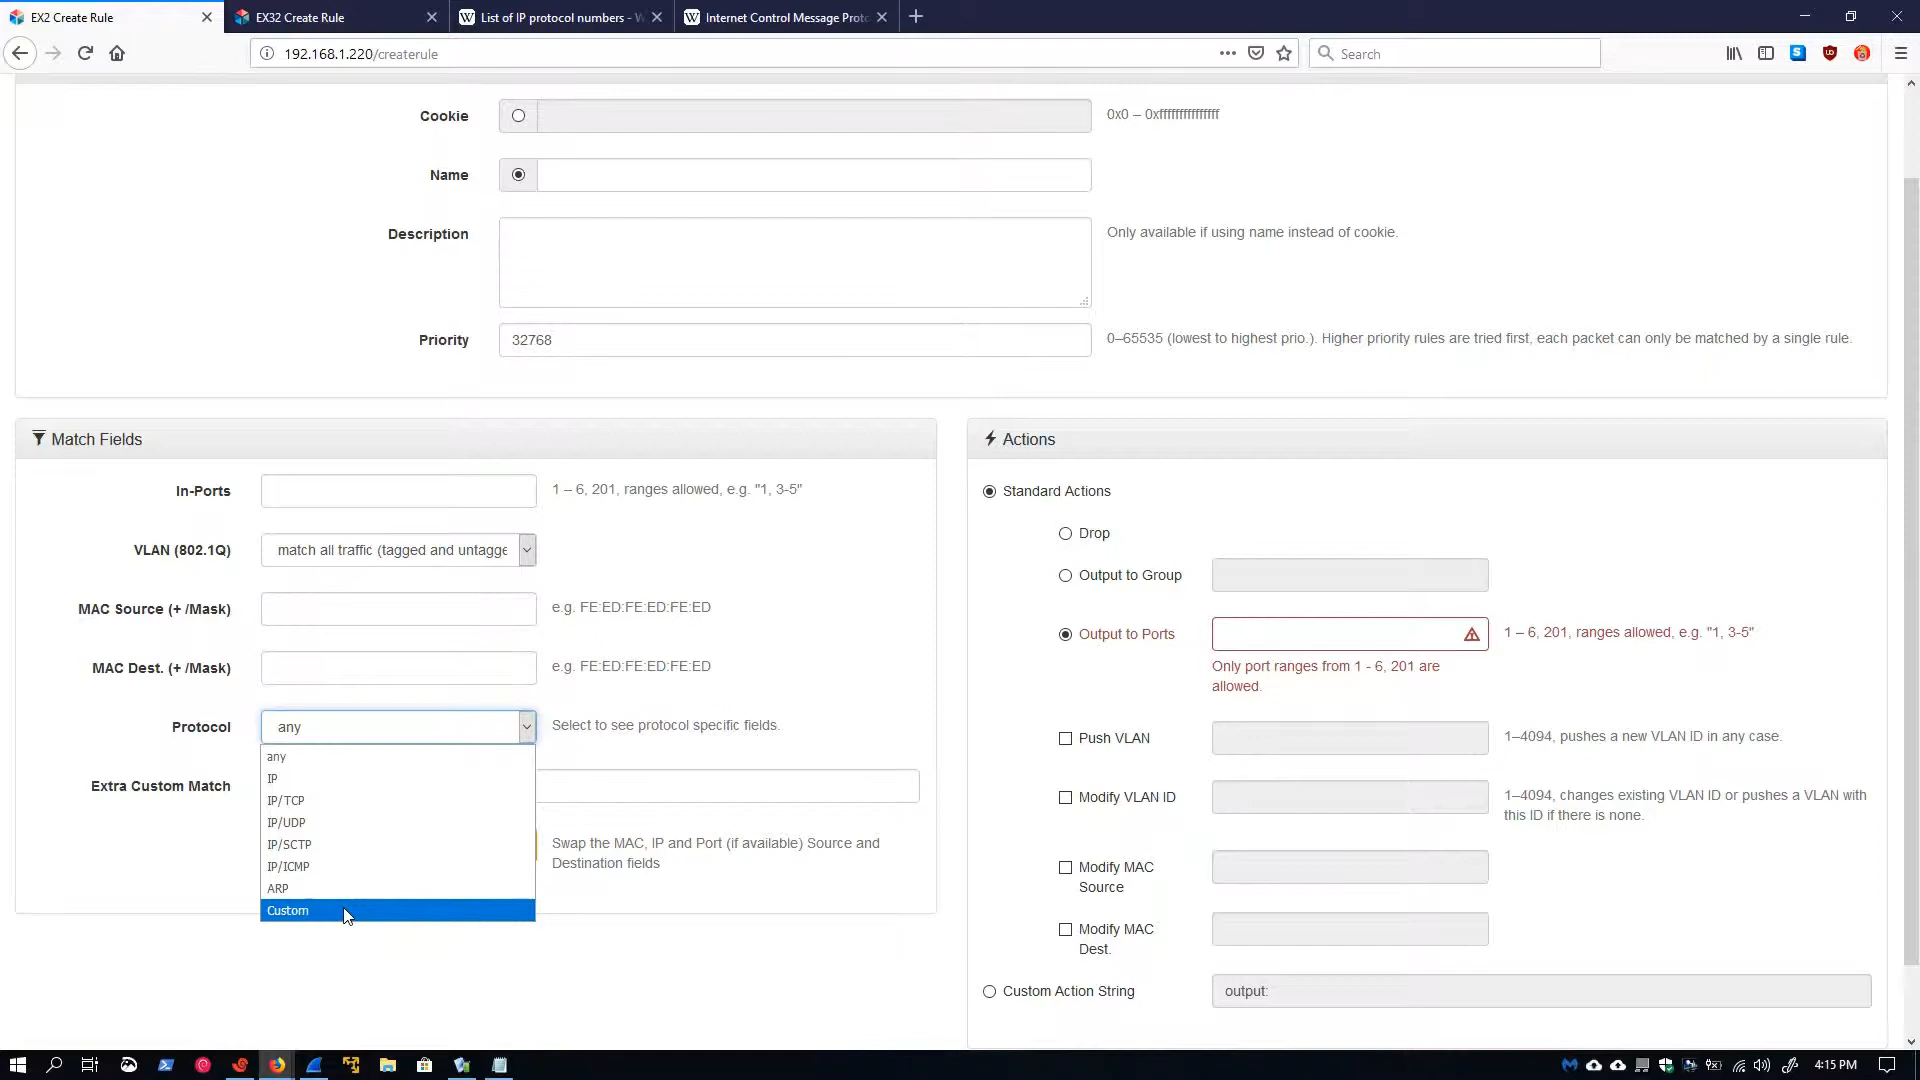 EX2 Create Rule
EX32 Create Rule
List of IP protocol numbers -
Internet Control Message Proto
192.168.1.220/createrule
Search
Cookie
0x0 – 0xffffffffffffffff
Name
Description
Only available if using name instead of cookie.
Priority
32768
0–65535 (lowest to highest prio.). Higher priority rules are tried first, each packet can only be matched by a single rule.
Match Fields
In-Ports
1 – 6, 201, ranges allowed, e.g. "1, 3-5"
VLAN (802.1Q)
match all traffic (tagged and untagge
MAC Source (+ /Mask)
e.g. FE:ED:FE:ED:FE:ED
MAC Dest. (+ /Mask)
e.g. FE:ED:FE:ED:FE:ED
Protocol
any
Select to see protocol specific fields.
any
IP
IP/TCP
IP/UDP
IP/SCTP
IP/ICMP
ARP
Custom
Extra Custom Match
Swap the MAC, IP and Port (if available) Source and
Destination fields
Actions
Standard Actions
Drop
Output to Group
Output to Ports
1 – 6, 201, ranges allowed, e.g. "1, 3-5"
Only port ranges from 1 - 6, 201 are
allowed.
Push VLAN
1–4094, pushes a new VLAN ID in any case.
Modify VLAN ID
1–4094, changes existing VLAN ID or pushes a VLAN with
this ID if there is none.
Modify MAC
Source
Modify MAC
Dest.
Custom Action String
output:
4:15 PM